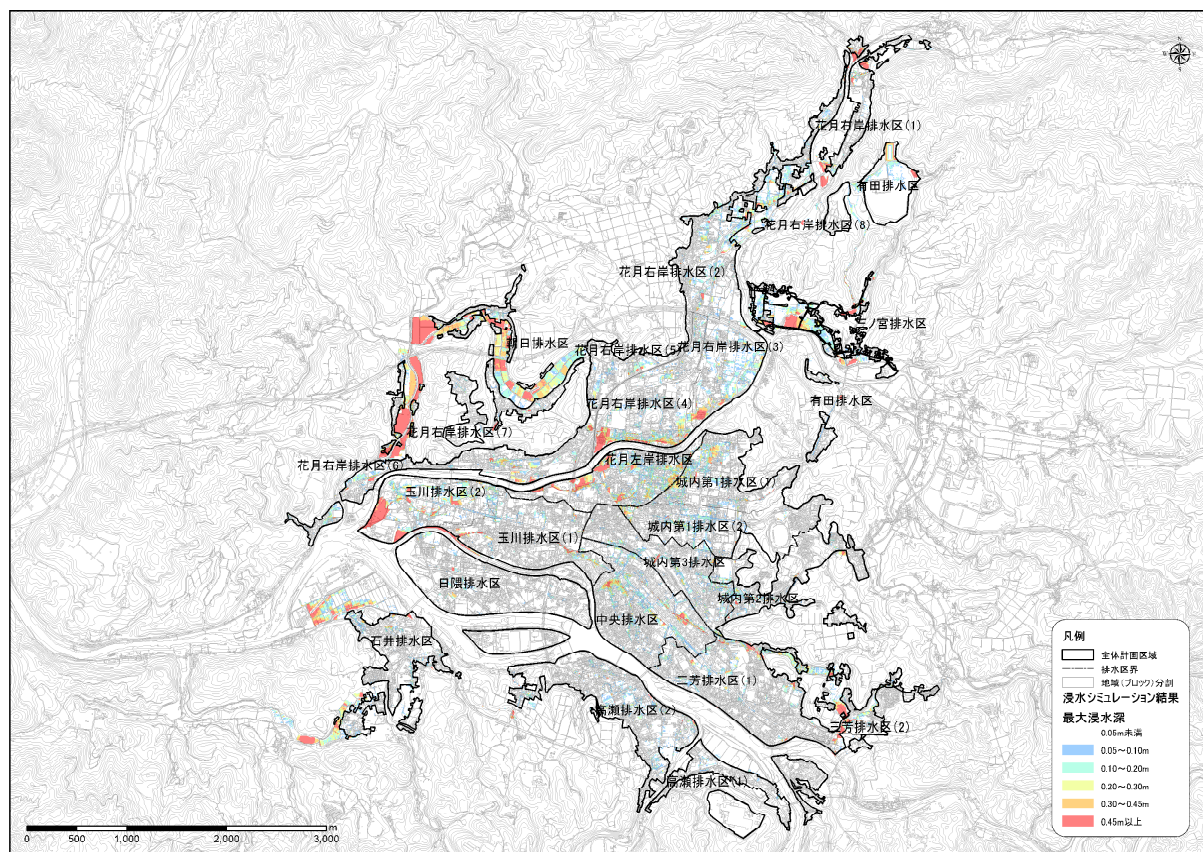 N
W
E
S
花月右岸排水区(1)
有田排水区
花月右岸排水区(8)
花月右岸排水区(2)
三ノ宮排水区
朝日排水区
花月右岸排水区(5)
花月右岸排水区(3)
有田排水区
花月右岸排水区(4)
花月右岸排水区(7)
花月左岸排水区
花月右岸排水区(6)
城内第1排水区(1)
玉川排水区(2)
城内第1排水区(2)
玉川排水区(1)
城内第3排水区
日隈排水区
城内第2排水区
中央排水区
石井排水区
三芳排水区(1)
高瀬排水区(2)
三芳排水区(2)
高瀬排水区(1)
凡例
全体計画区域
排水区界
地域(ブロック)分割
浸水シミュレーション結果
最大浸水深
0.05m未満
0.05～0.10m
0.10～0.20m
0.20～0.30m
0.30～0.45m
0.45m以上
0 500 1,000 2,000 3,000 m